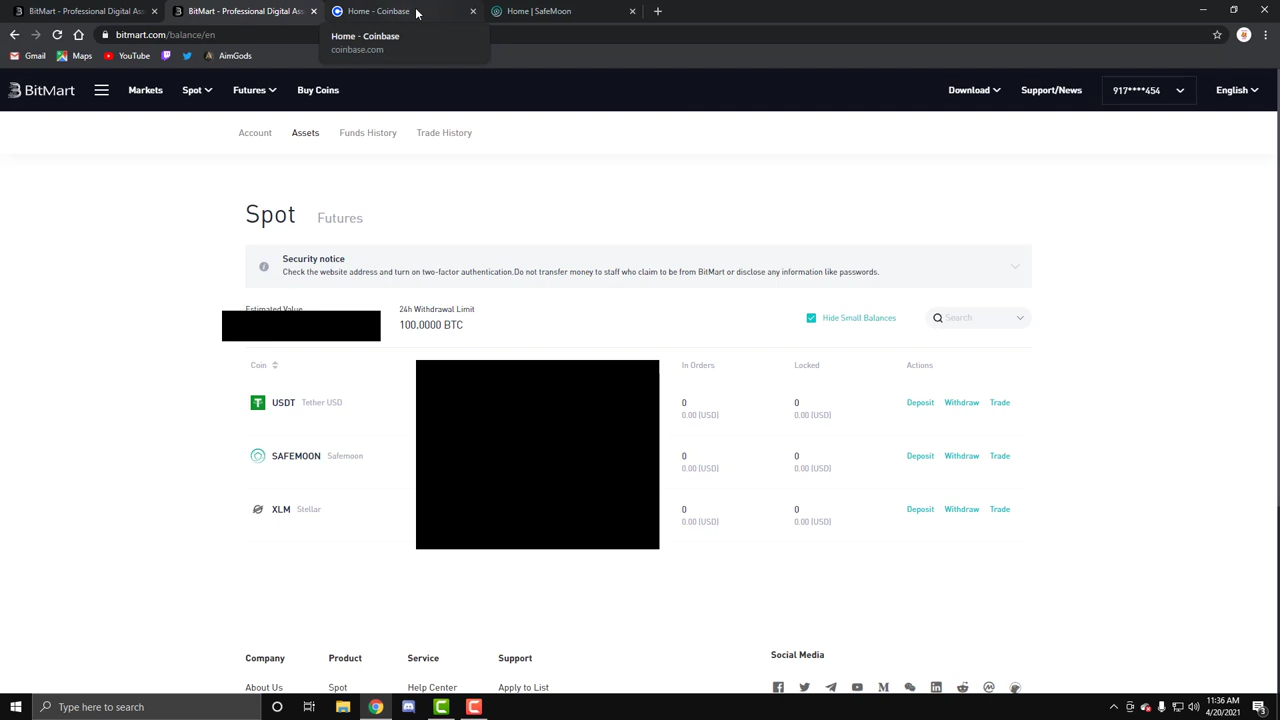 BitMart | Premium Digital Ass
BitMart | Premium Digital Ass
Home - Coinbase
Home | SafeMoon
bitmart.com/balance/en
Home - Coinbase
coinbase.com
Gmail
Maps
YouTube
AimGods
BitMart
Markets
Spot
Futures
Buy Coins
Download
Support/News
917****454
English
Account
Assets
Funds History
Trade History
Spot
Futures
Security notice
Check the website address and turn on two-factor authentication.Do not transfer money to staff who claim to be from BitMart or disclose any information like passwords.
Estimated Value
24h Withdrawal Limit
100.0000 BTC
Hide Small Balances
Search
Coin
In Orders
Locked
Actions
USDT Tether USD
0
0
Deposit Withdraw Trade
0.00 (USD)
0.00 (USD)
SAFEMOON Safemoon
0
0
Deposit Withdraw Trade
0.00 (USD)
0.00 (USD)
XLM Stellar
0
0
Deposit Withdraw Trade
0.00 (USD)
0.00 (USD)
Company
Product
Service
Support
Social Media
About Us
Spot
Help Center
Apply to List
Type here to search
11:36 AM
4/20/2021